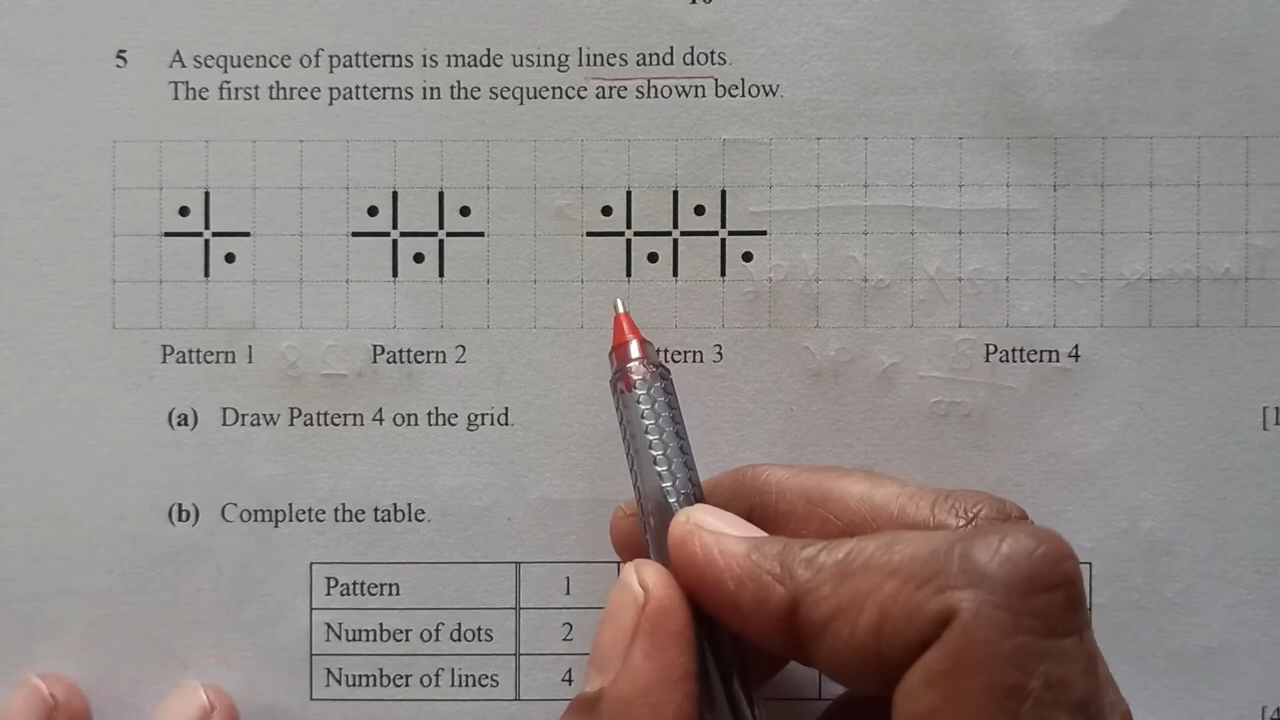 5 A sequence of patterns is made using lines and dots.
The first three patterns in the sequence are shown below.
Pattern 1 Pattern 2 ttern 3 Pattern 4
(a) Draw Pattern 4 on the grid.
[1
(b) Complete the table.
Pattern 1
Number of dots 2
Number of lines 4
[4